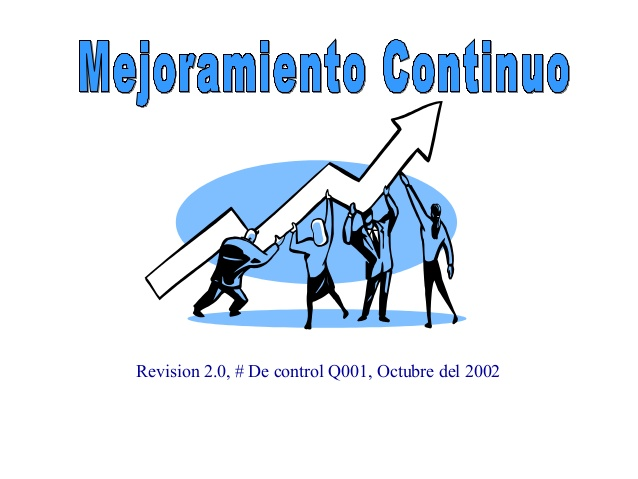 Mejoramiento Continuo
Revision 2.0, # De control Q001, Octubre del 2002